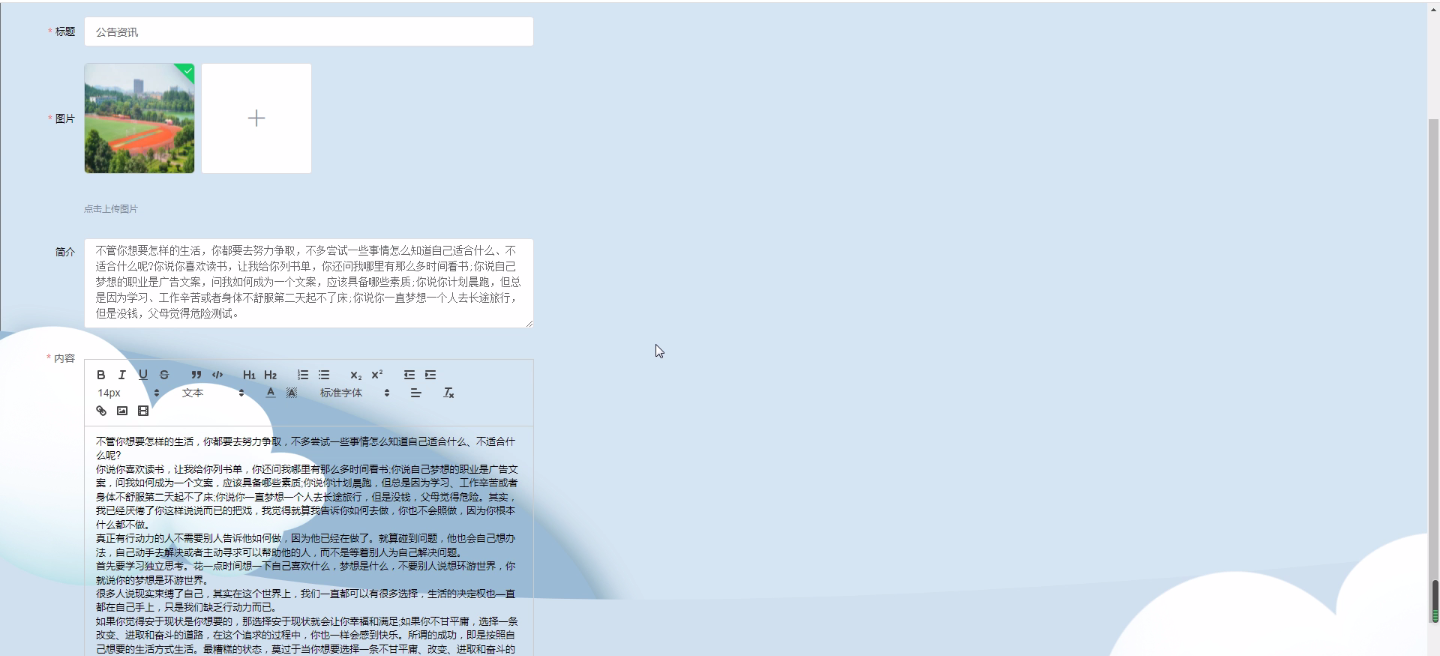 * 标题
公告资讯
* 图片
点击上传图片
简介
不管你想要怎样的生活，你都要去努力争取，不多尝试一些事情怎么知道自己适合什么、不
适合什么呢?你说你喜欢读书，让我给你列书单，你还问我哪里有那么多时间看书;你说自己
梦想的职业是广告文案，问我如何成为一个文案，应该具备哪些素质;你说你计划晨跑，但总
是因为学习、工作辛苦或者身体不舒服第二天起不了床;你说你一直梦想一个人去长途旅行，
但是没钱，父母觉得危险测试。
* 内容
B I U S ” </> H1 H2 X₂ X²
14px 文本 A A 标准字体
不管你想要怎样的生活，你都要去努力争取，不多尝试一些事情怎么知道自己适合什么、不适合什
么呢?
你说你喜欢读书，让我给你列书单，你还问我哪里有那么多时间看书;你说自己梦想的职业是广告文
案，问我如何成为一个文案，应该具备哪些素质;你说你计划晨跑，但总是因为学习、工作辛苦或者
身体不舒服第二天起不了床;你说你一直梦想一个人去长途旅行，但是没钱，父母觉得危险。其实，
我已经厌倦了你这样说说而已的把戏，我觉得就算我告诉你如何去做，你也不会照做，因为你根本
什么都不做。
真正有行动力的人不需要别人告诉他如何做，因为他已经在做了。就算碰到问题，他也会自己想办
法，自己动手去解决或者主动寻求可以帮助他的人，而不是等着别人为自己解决问题。
首先要学习独立思考。花一点时间想一下自己喜欢什么，梦想是什么，不要别人说想环游世界，你
就说你的梦想是环游世界。
很多人说现实束缚了自己，其实在这个世界上，我们一直都可以有很多选择，生活的决定权也—直
都在自己手上，只是我们缺乏行动力而已。
如果你觉得安于现状是你想要的，那选择安于现状就会让你幸福和满足;如果你不甘平庸，选择一条
改变、进取和奋斗的道路，在这个追求的过程中，你也一样会感到快乐。所谓的成功，即是按照自
己想要的生活方式生活。最糟糕的状态，莫过于当你想要选择一条不甘平庸、改变、进取和奋斗的